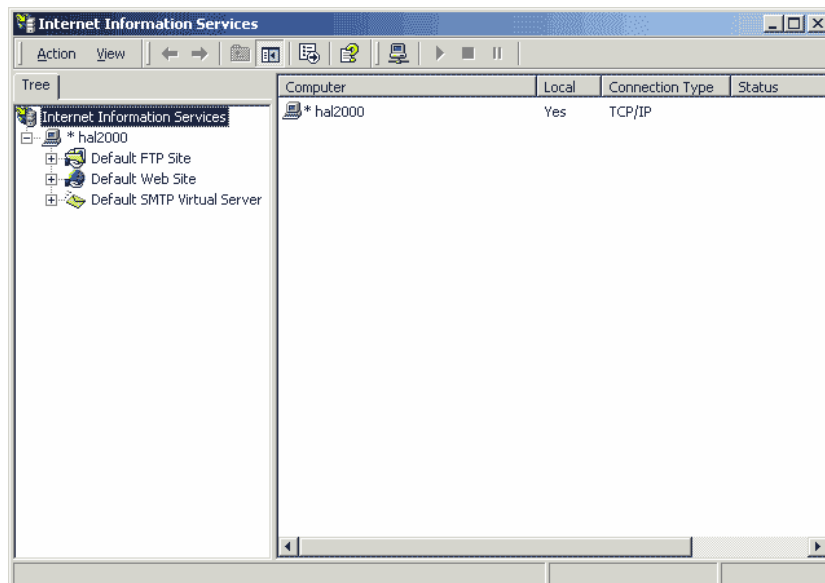 Internet Information Services
Action View
Tree
Computer Local Connection Type Status
Internet Information Services
* hal2000
Default FTP Site
Default Web Site
Default SMTP Virtual Server
* hal2000 Yes TCP/IP